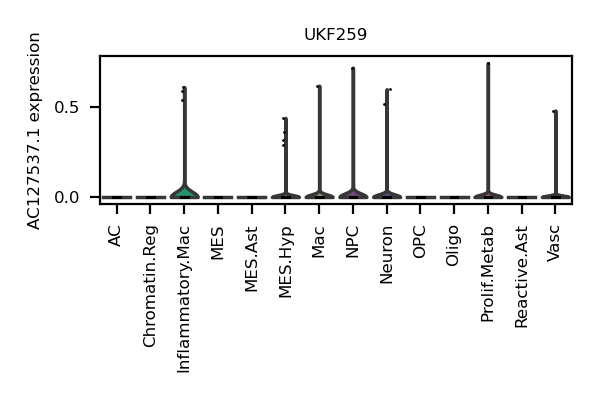 UKF259
AC127537.1 expression
0.5
0.0
AC
Chromatin.Reg
Inflammatory.Mac
MES
MES.Ast
MES.Hyp
Mac
NPC
Neuron
OPC
Oligo
Prolif.Metab
Reactive.Ast
Vasc